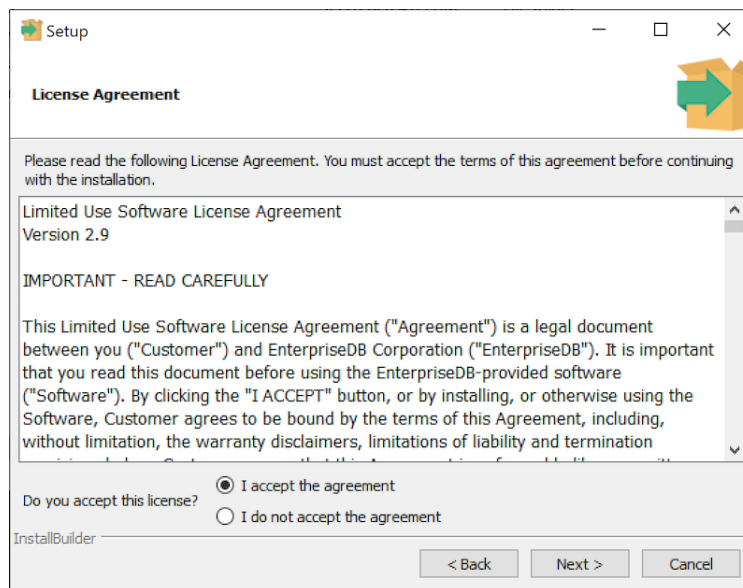 Setup
License Agreement
Please read the following License Agreement. You must accept the terms of this agreement before continuing
with the installation.
Limited Use Software License Agreement
Version 2.9
IMPORTANT - READ CAREFULLY
This Limited Use Software License Agreement ("Agreement") is a legal document
between you ("Customer") and EnterpriseDB Corporation ("EnterpriseDB"). It is important
that you read this document before using the EnterpriseDB-provided software
("Software"). By clicking the "I ACCEPT" button, or by installing, or otherwise using the
Software, Customer agrees to be bound by the terms of this Agreement, including,
without limitation, the warranty disclaimers, limitations of liability and termination
Do you accept this license?
I accept the agreement
I do not accept the agreement
InstallBuilder
< Back
Next >
Cancel